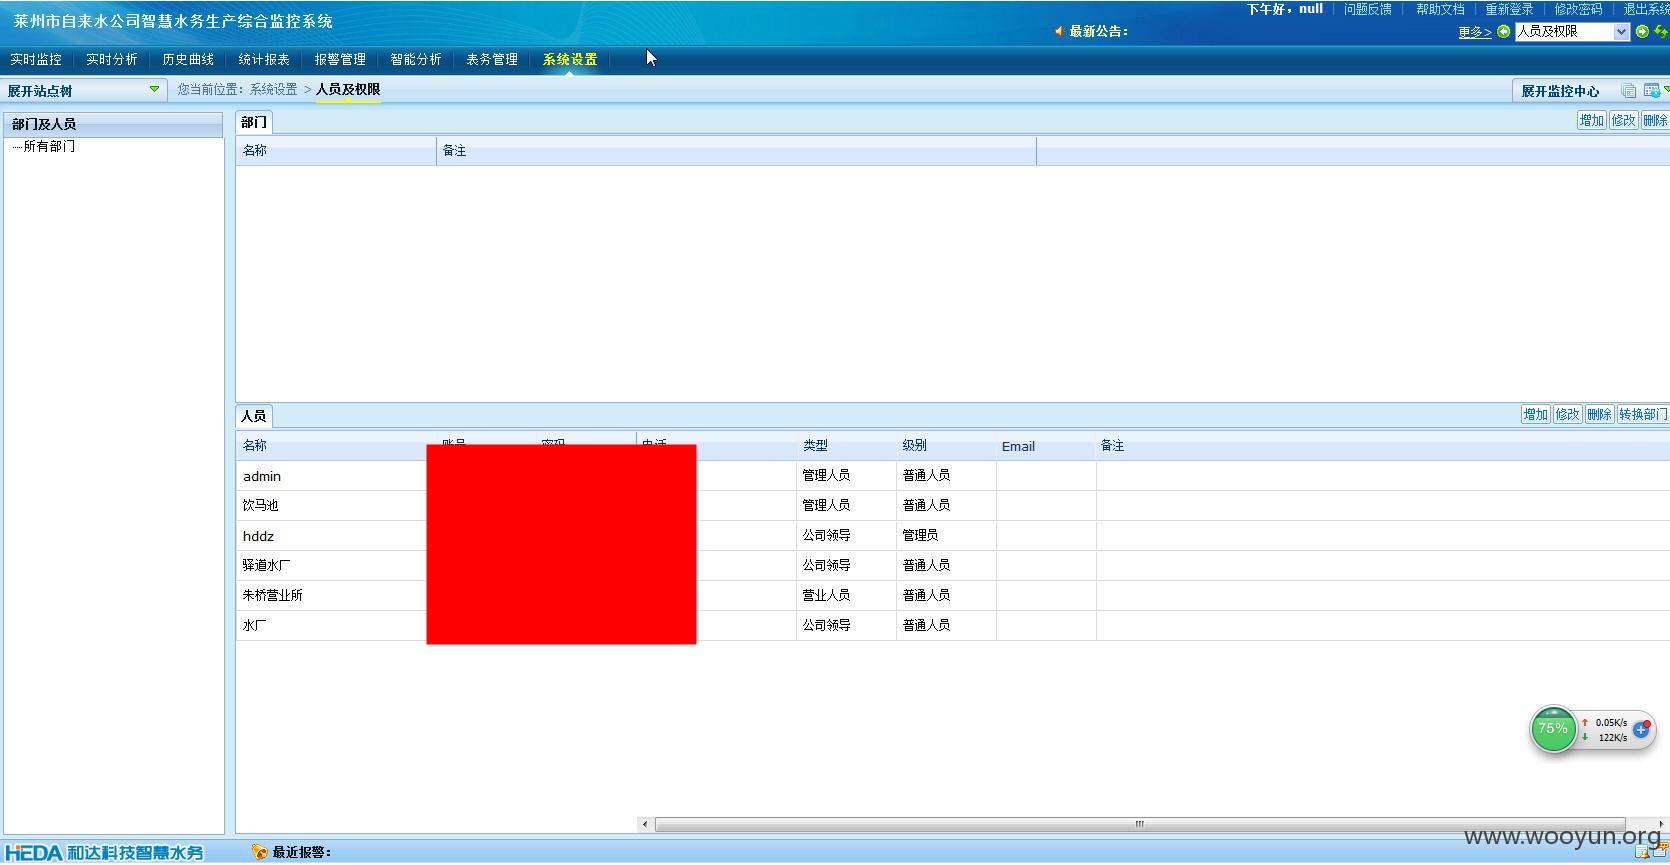 莱州市自来水公司智慧水务生产综合监控系统
下午好，null 问题反馈 帮助文档 重新登录 修改密码 退出系统
最新公告： 更多> 人员及权限
实时监控 实时分析 历史曲线 统计报表 报警管理 智能分析 表务管理 系统设置
展开站点树 您当前位置：系统设置 > 人员及权限 展开监控中心
部门及人员
所有部门
部门 增加 修改 删除
名称 备注
人员 增加 修改 删除 转换部门
名称 账号 密码 电话 类型 级别 Email 备注
admin 管理人员 普通人员
饮马池 管理人员 普通人员
hddz 公司领导 管理员
驿道水厂 公司领导 普通人员
朱桥营业所 营业人员 普通人员
水厂 公司领导 普通人员
75% 0.05K/s
122K/s
www.wooyun.org
HEDA 和达科技智慧水务 最近报警：